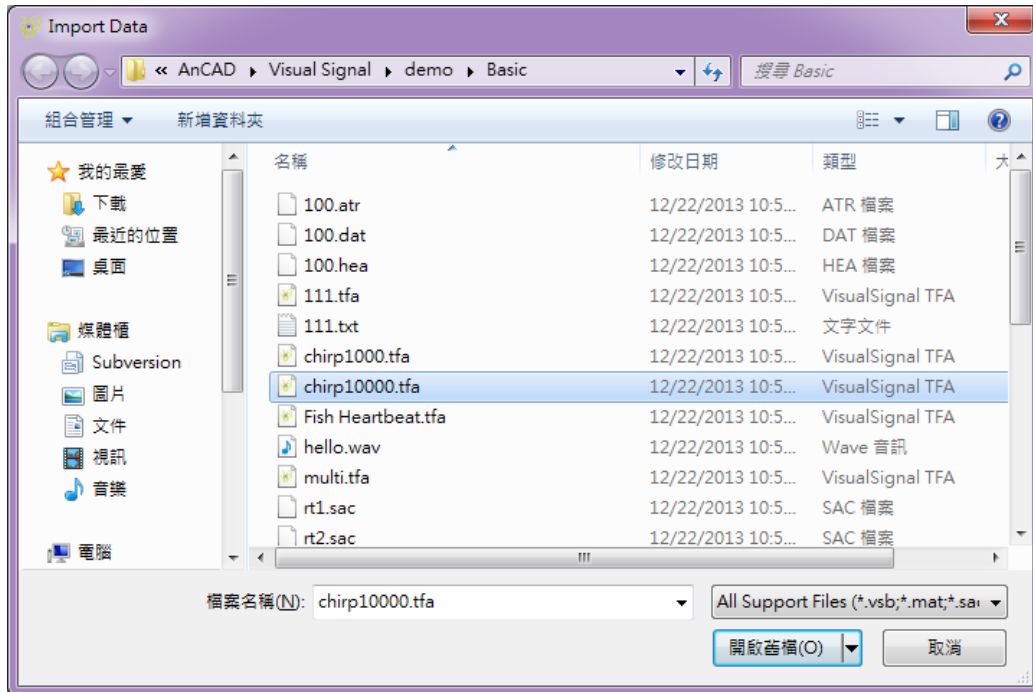 Import Data
« AnCAD ▸ Visual Signal ▸ demo ▸ Basic
搜尋 Basic
組合管理 ▼ 新增資料夾
名稱 修改日期 類型 大
我的最愛
下載
最近的位置
桌面
媒體櫃
Subversion
圖片
文件
視訊
音樂
電腦
100.atr 12/22/2013 10:5... ATR 檔案
100.dat 12/22/2013 10:5... DAT 檔案
100.hea 12/22/2013 10:5... HEA 檔案
111.tfa 12/22/2013 10:5... VisualSignal TFA
111.txt 12/22/2013 10:5... 文字文件
chirp1000.tfa 12/22/2013 10:5... VisualSignal TFA
chirp10000.tfa 12/22/2013 10:5... VisualSignal TFA
Fish Heartbeat.tfa 12/22/2013 10:5... VisualSignal TFA
hello.wav 12/22/2013 10:5... Wave 音訊
multi.tfa 12/22/2013 10:5... VisualSignal TFA
rt1.sac 12/22/2013 10:5... SAC 檔案
rt2.sac 12/22/2013 10:5... SAC 檔案
檔案名稱(N): chirp10000.tfa
All Support Files (*.vsb;*.mat;*.sa
開啟舊檔(O) 取消